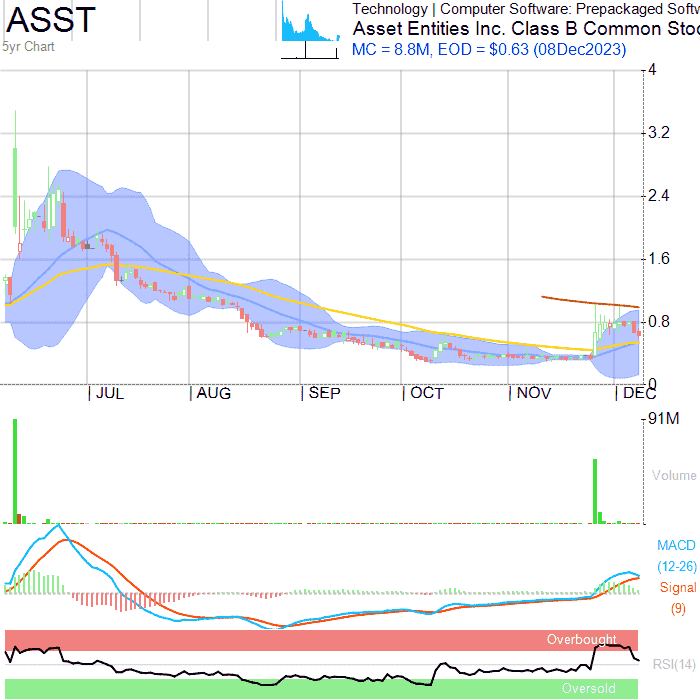 ASST
5yr Chart
Technology | Computer Software: Prepackaged Softw
Asset Entities Inc. Class B Common Stoc
MC = 8.8M, EOD = $0.63 (08Dec2023)
4
3.2
2.4
1.6
0.8
0
JUL
AUG
SEP
OCT
NOV
DEC
91M
Volume
MACD
(12-26)
Signal
(9)
Overbought
RSI(14)
Oversold